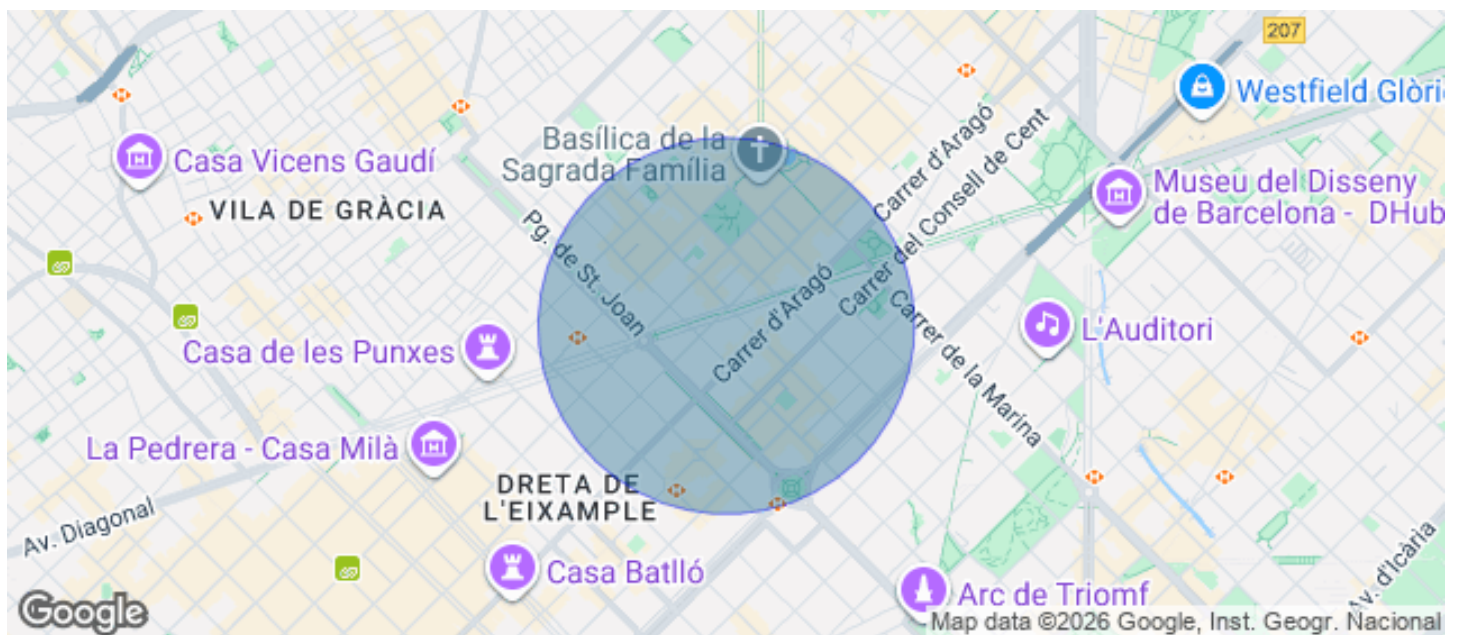 207
Westfield Glòri
Basílica de la
Sagrada Família
Carrer d'Aragó
Carrer del Consell de Cent
Casa Vicens Gaudí
Museu del Disseny
de Barcelona - DHub
VILA DE GRÀCIA
Pg. de St. Joan
Carrer d'Aragó
Carrer de la Marina
L'Auditori
Casa de les Punxes
La Pedrera - Casa Milà
DRETA DE
L'EIXAMPLE
Av. Diagonal
Casa Batlló
Av. d'Icària
Arc de Triomf
Google
Map data ©2026 Google, Inst. Geogr. Nacional